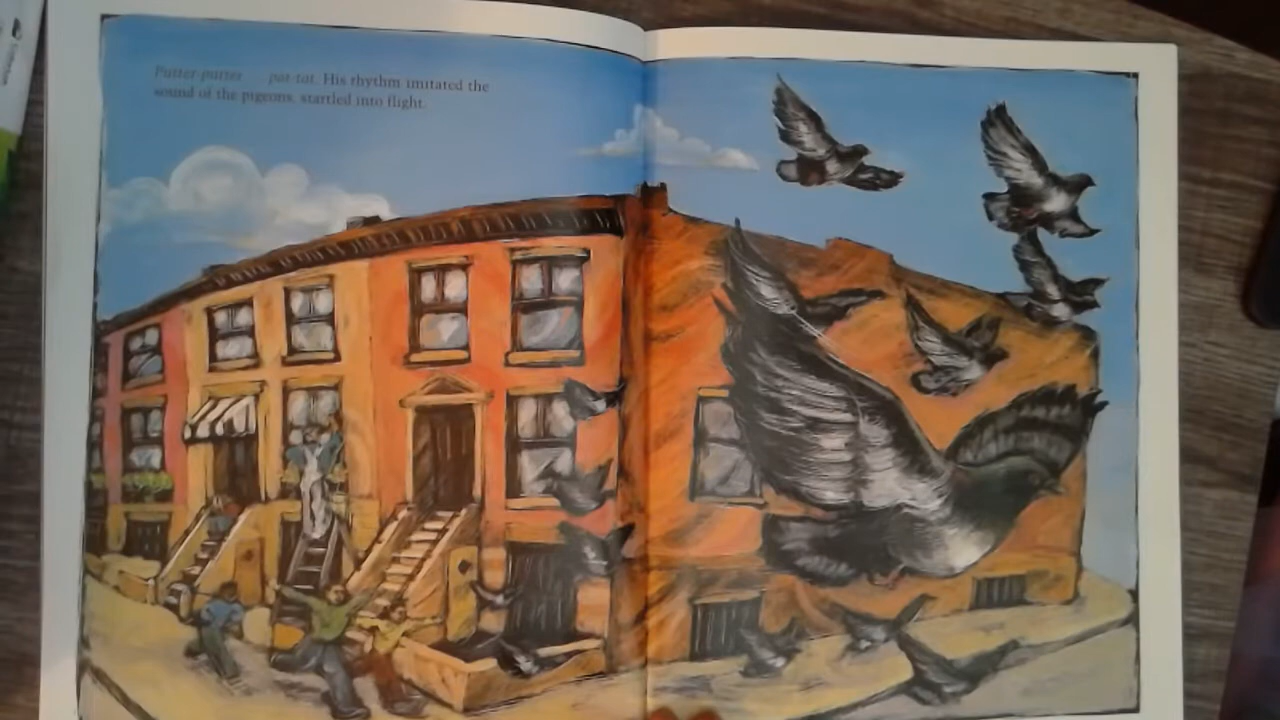 Putter-putter . . . pat-tat. His rhythm imitated the
sound of the pigeons, startled into flight.